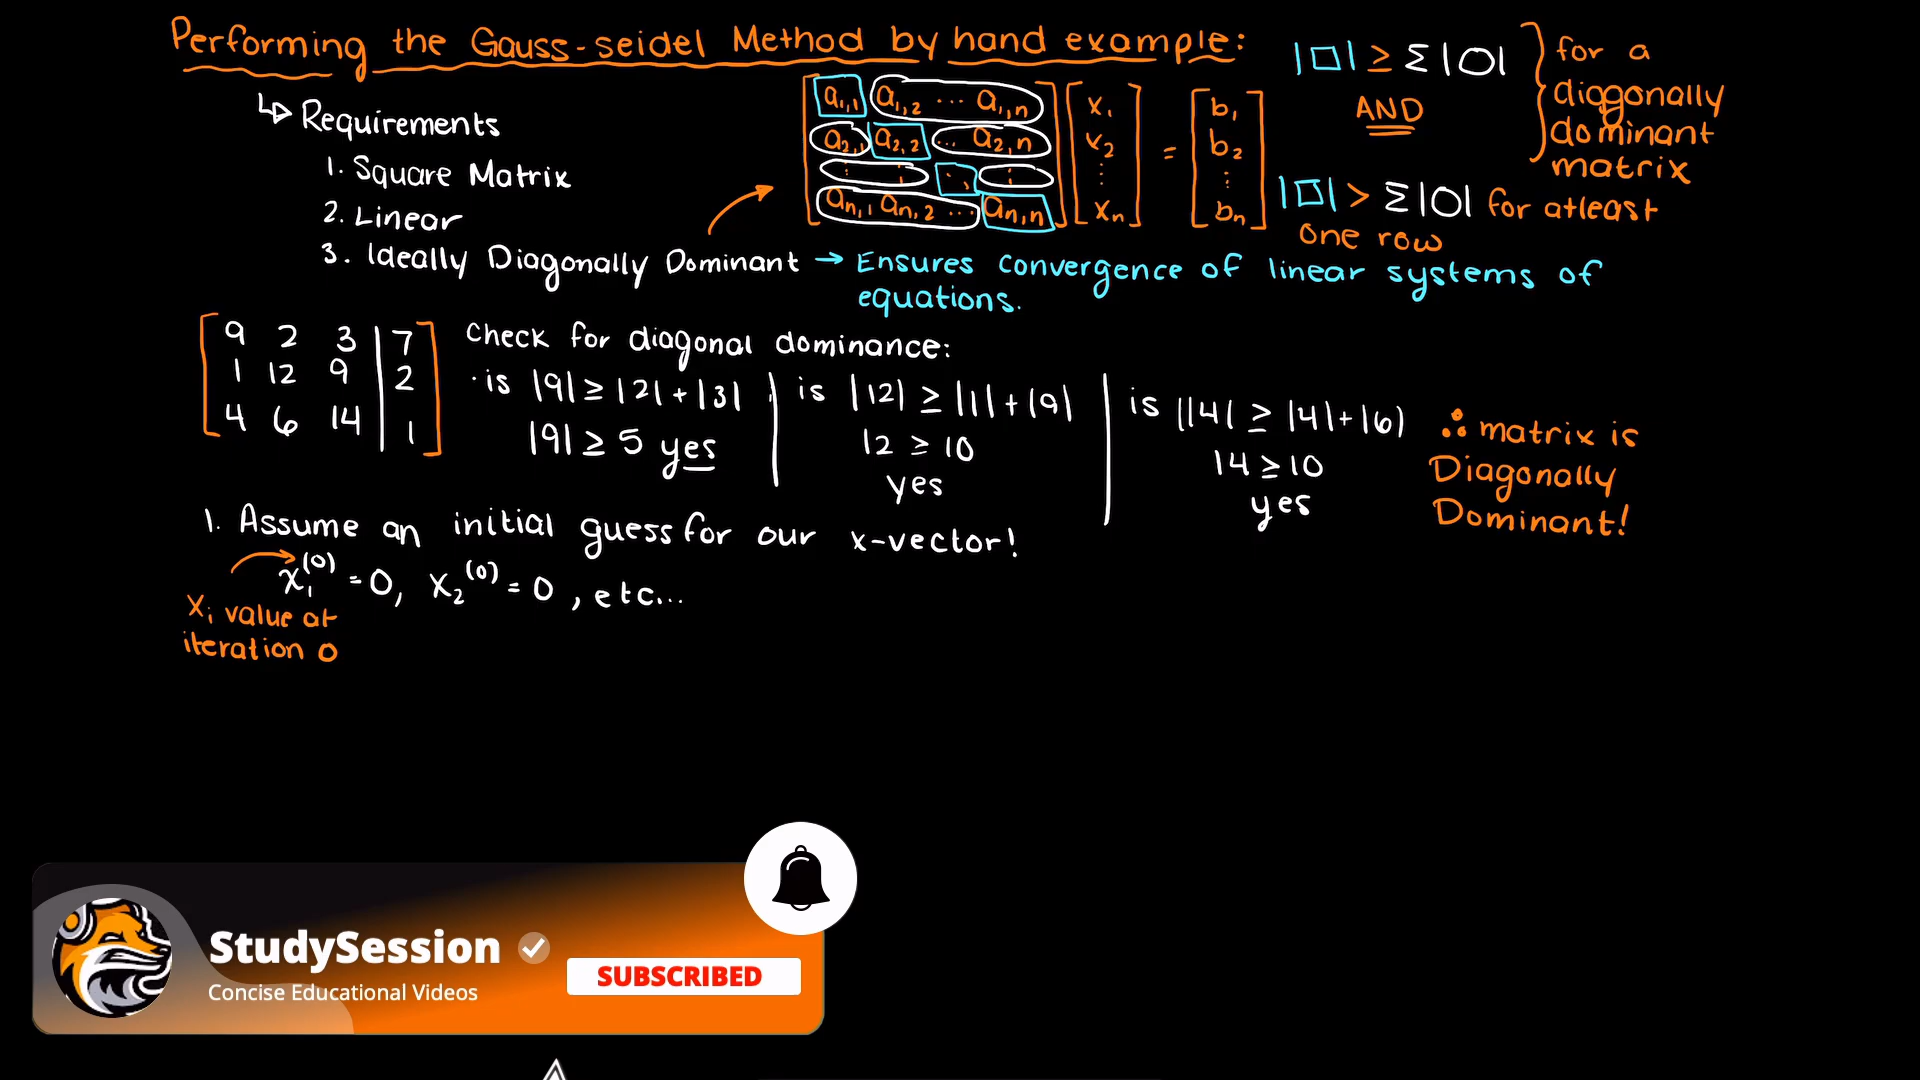 Performing the Gauss-seidel Method by hand example:
↳ Requirements
1. Square Matrix
2. Linear
3. Ideally Diagonally Dominant → Ensures convergence of linear systems of
equations.
a1,1 a1,2 ... a1,n
a2,1 a2,2 ... a2,n
⋮ ⋮ ⋱ ⋮
an,1 an,2 ... an,n
x1
x2
⋮
xn
=
b1
b2
⋮
bn
|□| ≥ Σ|O|
AND
|□| > Σ|O| for atleast
one row
for a
diagonally
dominant
matrix
9 2 3 | 7
1 12 9 | 2
4 6 14 | 1
Check for diagonal dominance:
· is |9| ≥ |2| + |3|
|9| ≥ 5 yes
is |12| ≥ |1| + |9|
12 ≥ 10
yes
is |14| ≥ |4| + |6|
14 ≥ 10
yes
∴ matrix is
Diagonally
Dominant!
1. Assume an initial guess for our x-vector!
x1^(0) = 0, x2^(0) = 0, etc...
Xi value at
iteration 0
StudySession
Concise Educational Videos
SUBSCRIBED